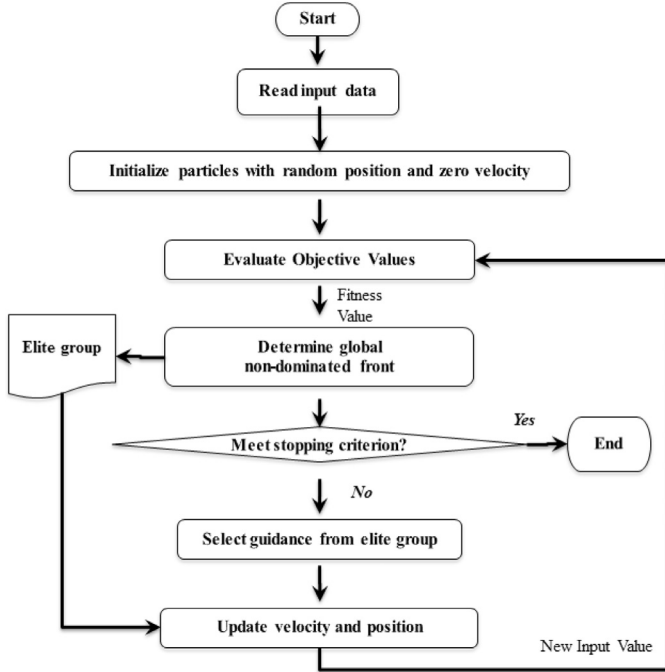 Start
Read input data
Initialize particles with random position and zero velocity
Evaluate Objective Values
Fitness
Value
Elite group
Determine global
non-dominated front
Yes
Meet stopping criterion?
End
No
Select guidance from elite group
Update velocity and position
New Input Value